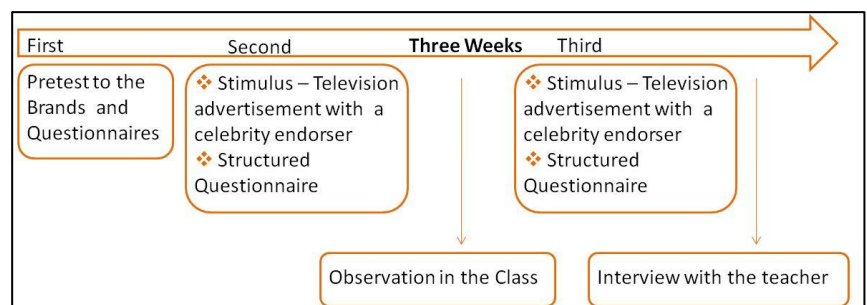 First Second Three Weeks Third
Pretest to the
Brands and
Questionnaires
❖ Stimulus – Television
advertisement with a
celebrity endorser
❖ Structured
Questionnaire
❖ Stimulus – Television
advertisement with a
celebrity endorser
❖ Structured
Questionnaire
Observation in the Class
Interview with the teacher